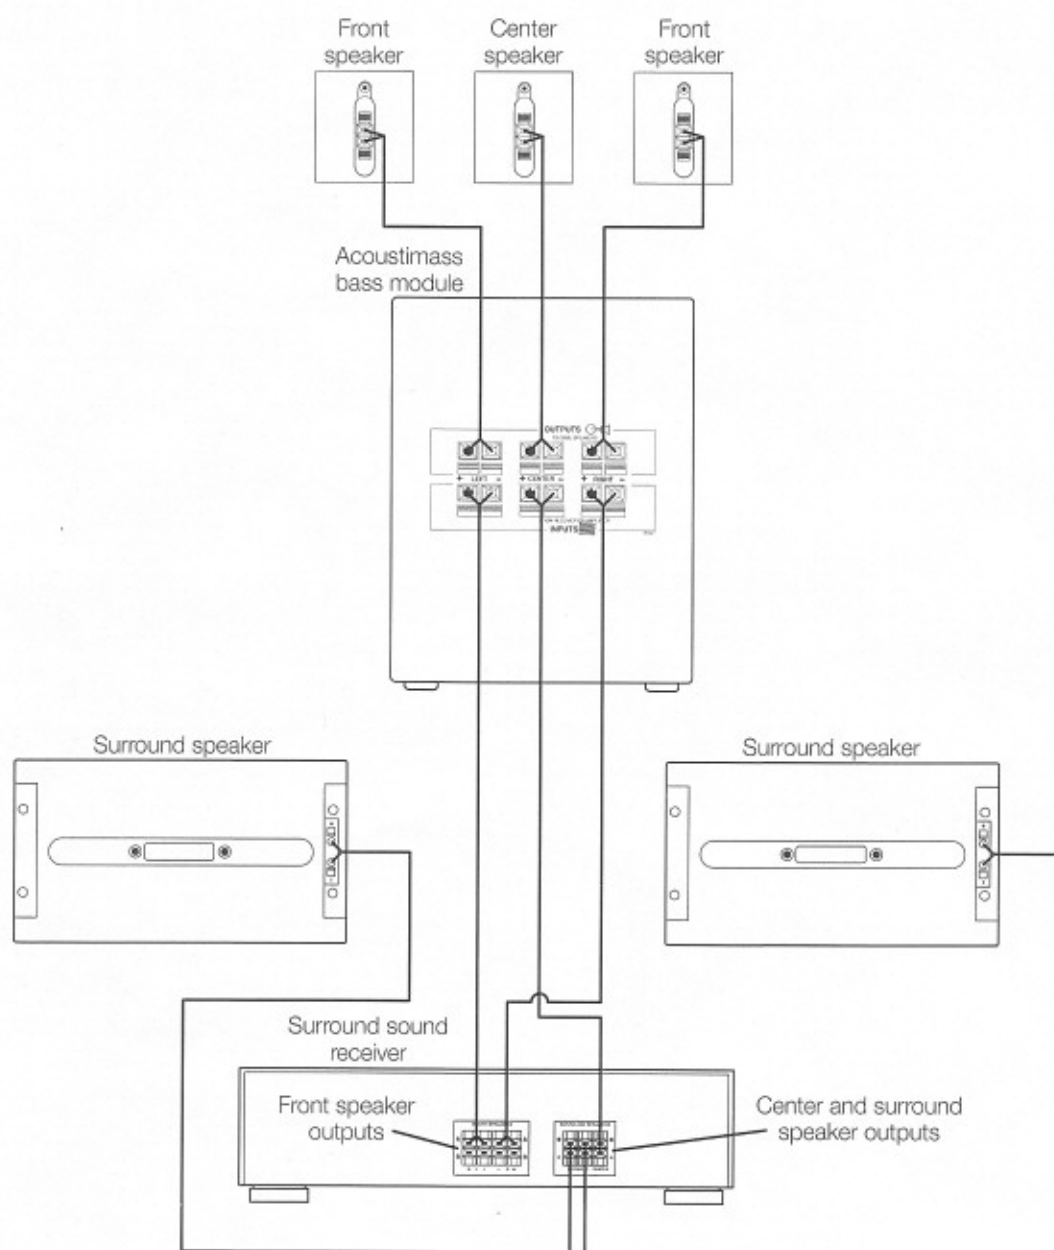 Front
speaker
Center
speaker
Front
speaker
Acoustimass
bass module
OUTPUTS
+ LEFT -
+ CENTER -
+ RIGHT -
INPUTS
Surround speaker
Surround speaker
Surround sound
receiver
Front speaker
outputs
Center and surround
speaker outputs